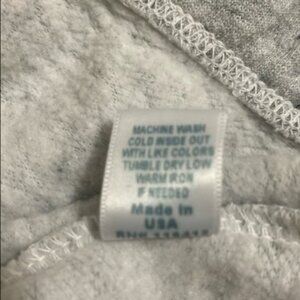 MACHINE WASH
COLD INSIDE OUT
WITH LIKE COLORS
TUMBLE DRY LOW
WARM IRON
IF NEEDED
Made in
USA